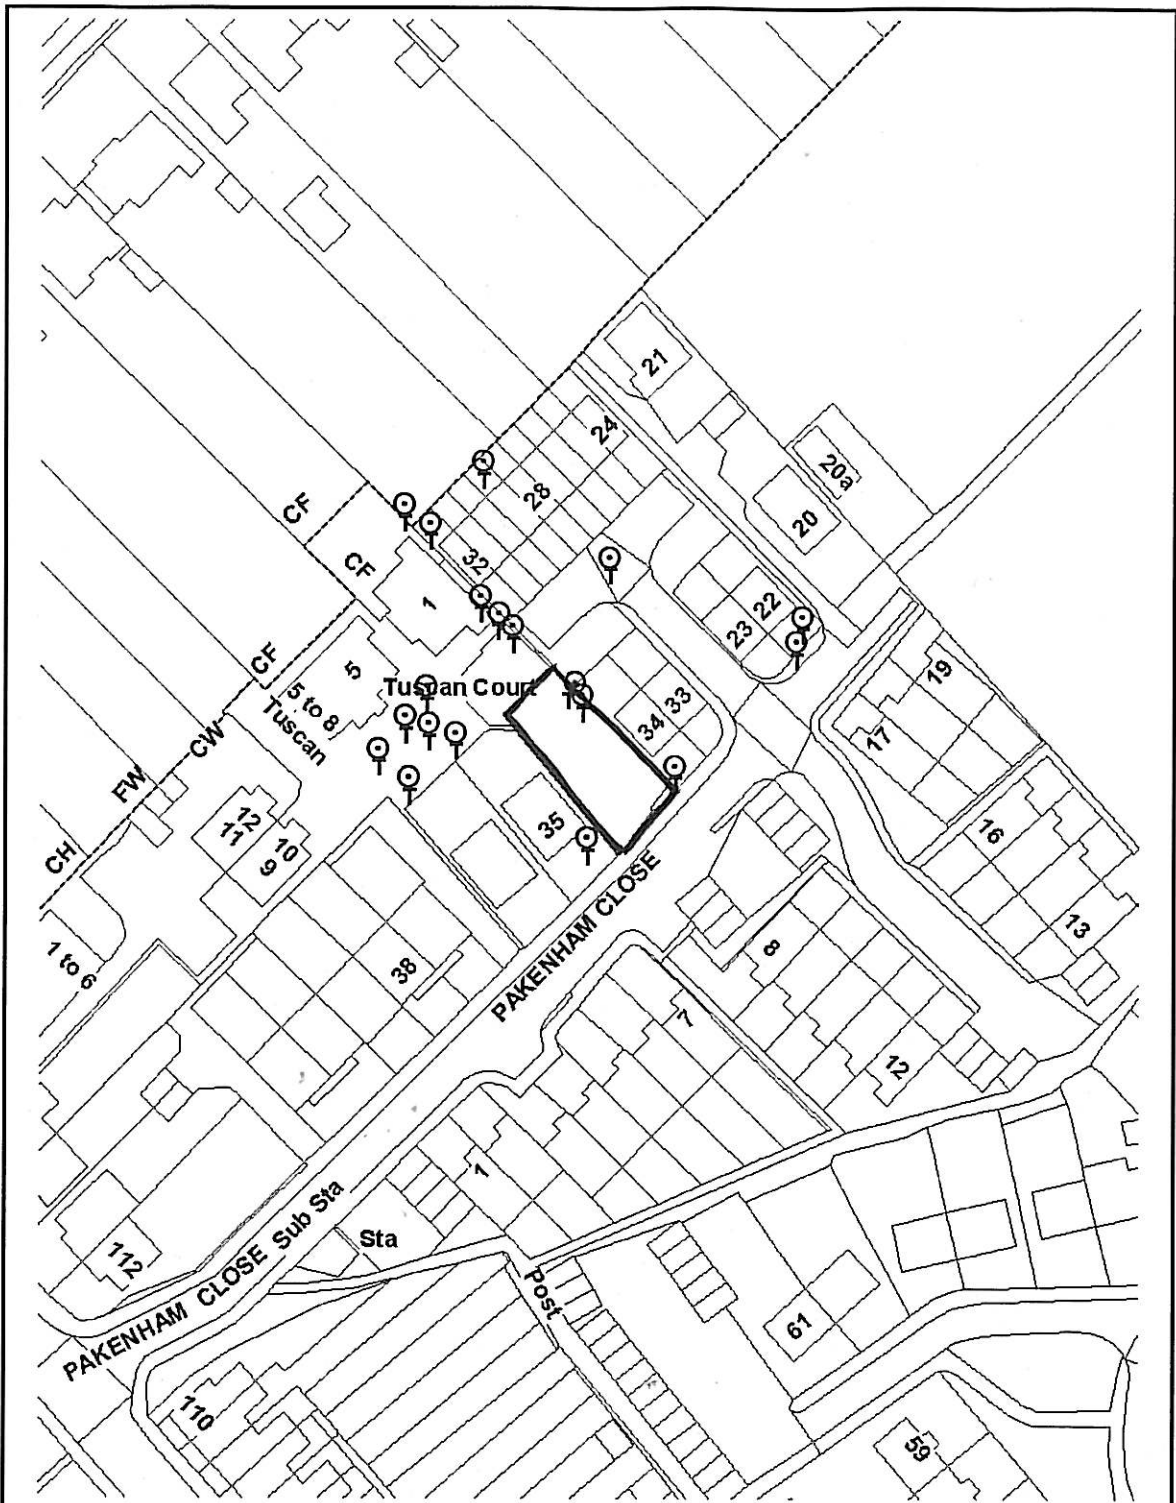 21
24
20a
28
20
CF
32
CF
1
22
23
19
CF
5
Tuscan Court
5 to 8
Tuscan
33
34
17
CW
FW
12
11
10
9
35
16
CH
PAKENHAM CLOSE
13
8
1 to 6
38
7
12
1
Sub Sta
Sta
112
PAKENHAM CLOSE
Post
61
110
59